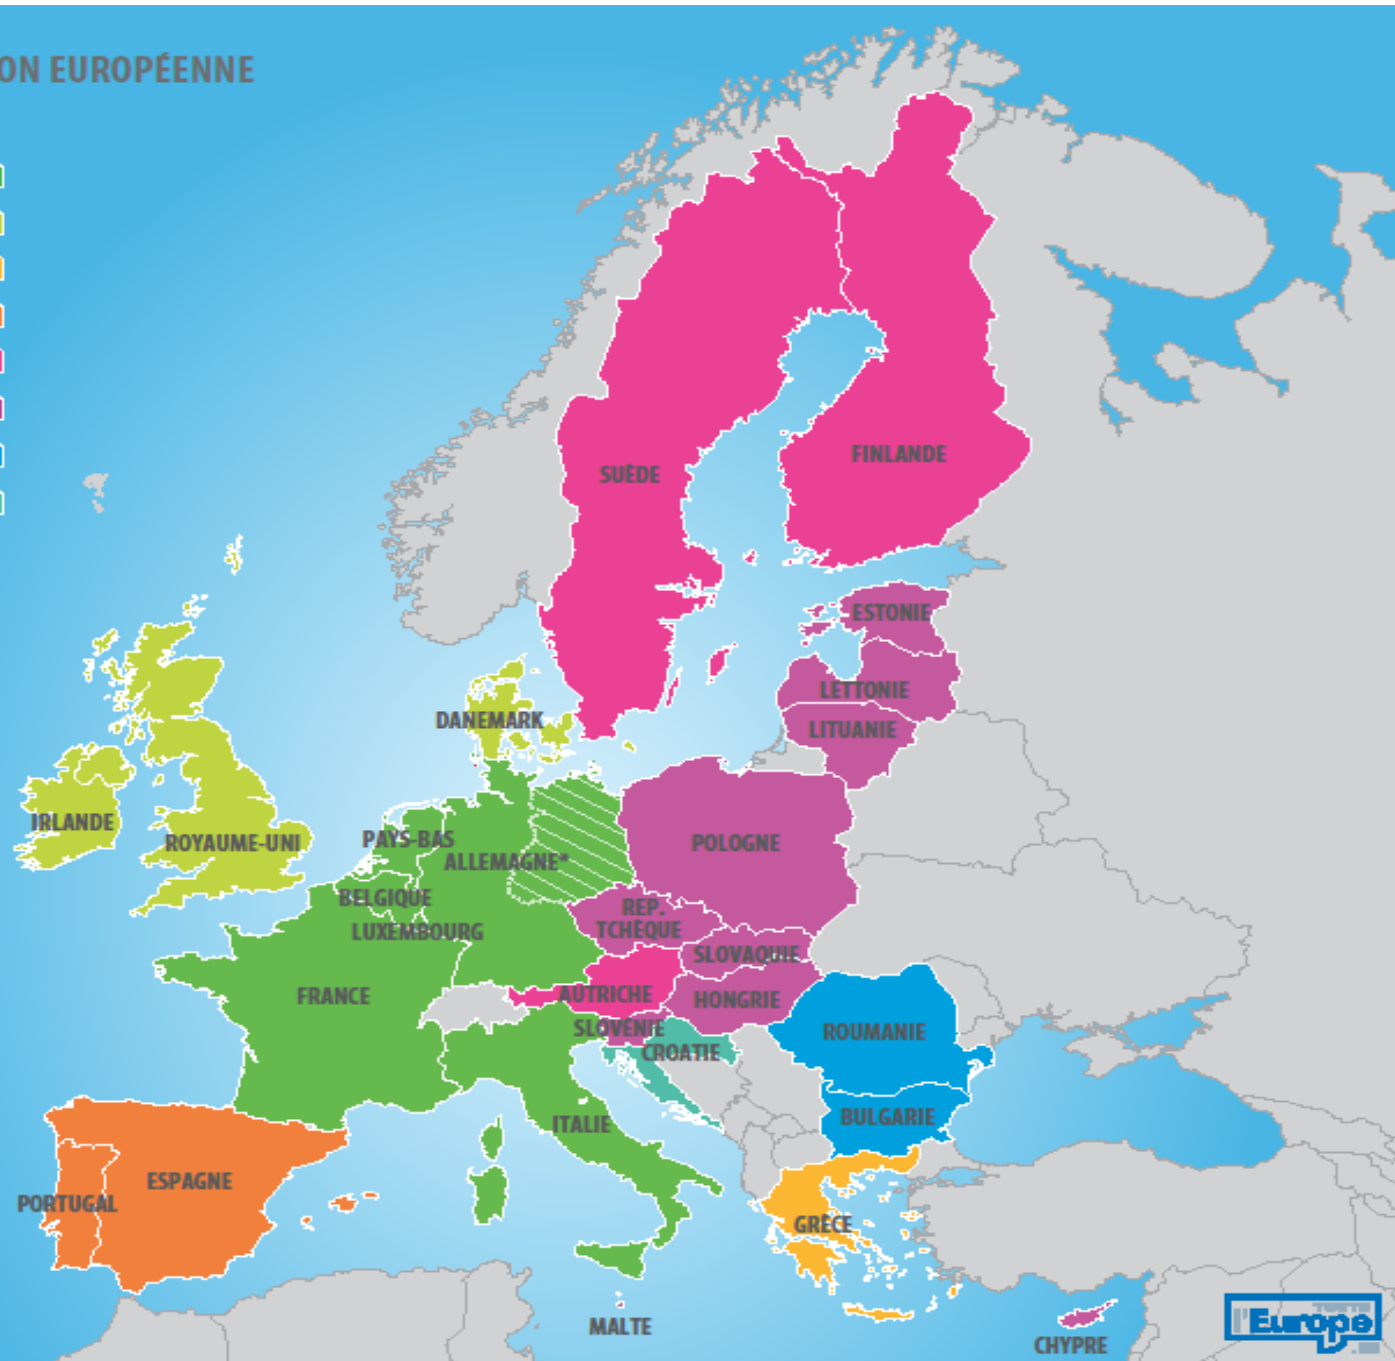 ON EUROPÉENNE
FINLANDE
SUÈDE
ESTONIE
LETTONIE
DANEMARK
LITUANIE
IRLANDE
ROYAUME-UNI
PAYS-BAS
POLOGNE
ALLEMAGNE*
BELGIQUE
REP.
TCHÈQUE
LUXEMBOURG
SLOVAQUIE
FRANCE
AUTRICHE
HONGRIE
SLOVÉNIE
ROUMANIE
CROATIE
ITALIE
BULGARIE
ESPAGNE
PORTUGAL
GRÈCE
MALTE
CHYPRE
TOUTE
l'Europe